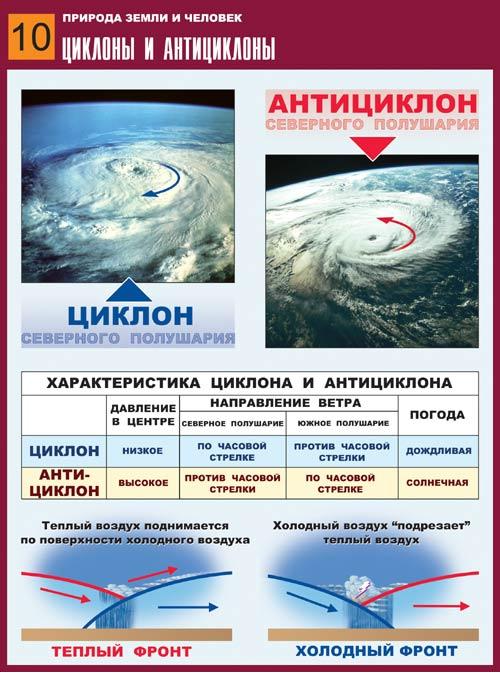 10
ПРИРОДА ЗЕМЛИ И ЧЕЛОВЕК
ЦИКЛОНЫ И АНТИЦИКЛОНЫ
АНТИЦИКЛОН
СЕВЕРНОГО ПОЛУШАРИЯ
ЦИКЛОН
СЕВЕРНОГО ПОЛУШАРИЯ
ХАРАКТЕРИСТИКА ЦИКЛОНА И АНТИЦИКЛОНА
ДАВЛЕНИЕ В ЦЕНТРЕ
НАПРАВЛЕНИЕ ВЕТРА
СЕВЕРНОЕ ПОЛУШАРИЕ
ЮЖНОЕ ПОЛУШАРИЕ
ПОГОДА
ЦИКЛОН
НИЗКОЕ
ПО ЧАСОВОЙ
СТРЕЛКЕ
ПРОТИВ ЧАСОВОЙ
СТРЕЛКИ
ДОЖДЛИВАЯ
АНТИ-
ЦИКЛОН
ВЫСОКОЕ
ПРОТИВ ЧАСОВОЙ
СТРЕЛКИ
ПО ЧАСОВОЙ
СТРЕЛКЕ
СОЛНЕЧНАЯ
Теплый воздух поднимается
по поверхности холодного воздуха
ТЕПЛЫЙ ФРОНТ
Холодный воздух “подрезает”
теплый воздух
ХОЛОДНЫЙ ФРОНТ